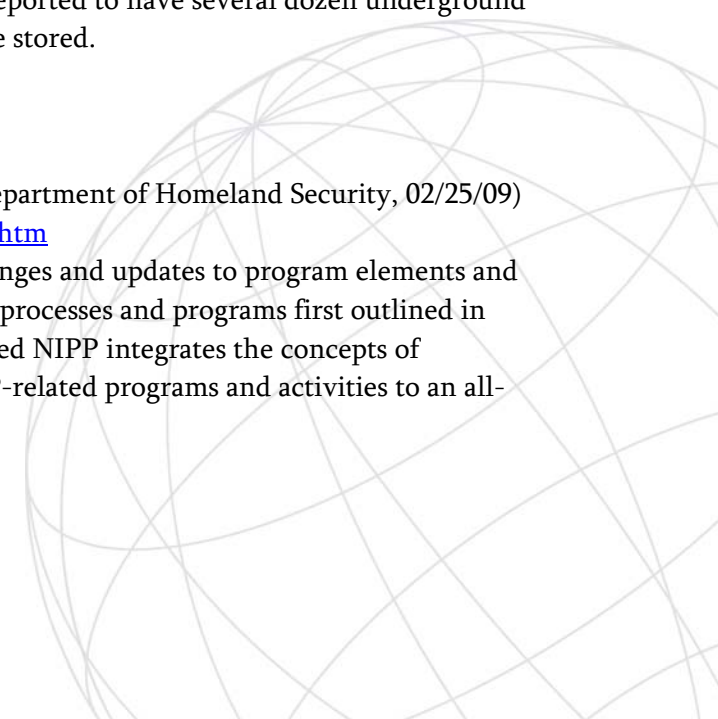 eported to have several dozen underground
e stored.
epartment of Homeland Security, 02/25/09)
htm
nges and updates to program elements and
processes and programs first outlined in
ed NIPP integrates the concepts of
-related programs and activities to an all-